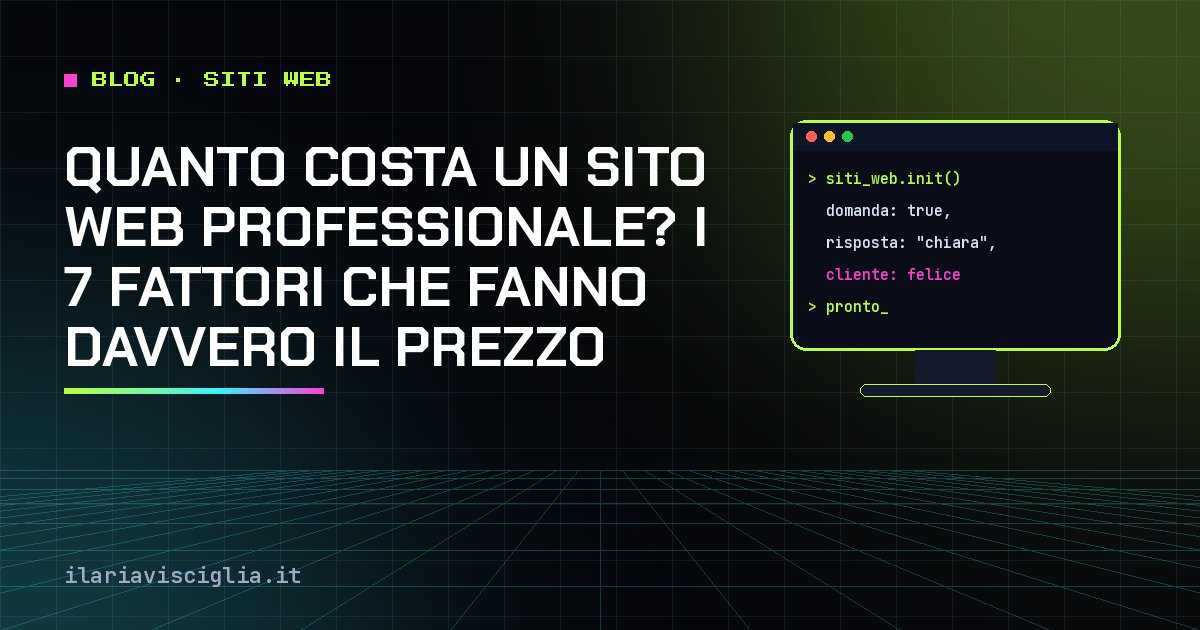 BLOG · SITI WEB
QUANTO COSTA UN SITO
WEB PROFESSIONALE? I
7 FATTORI CHE FANNO
DAVVERO IL PREZZO
> siti_web.init()
domanda: true,
risposta: "chiara",
cliente: felice
> pronto_
ilariavisciglia.it